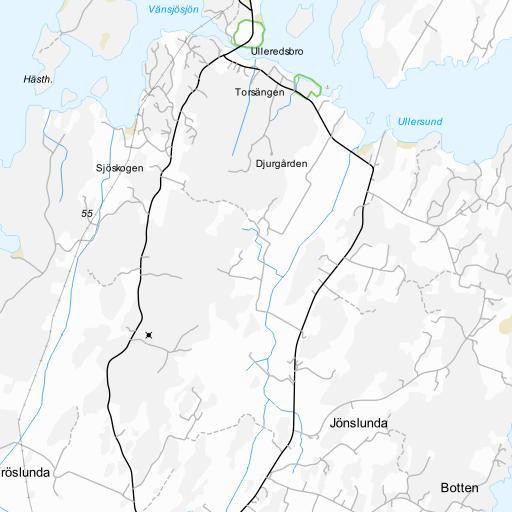 Vänsjösjön
Ulleredsbro
Hästh.
Torsängen
Ullersund
Sjöskogen
Djurgården
55
Jönslunda
röslunda
Botten